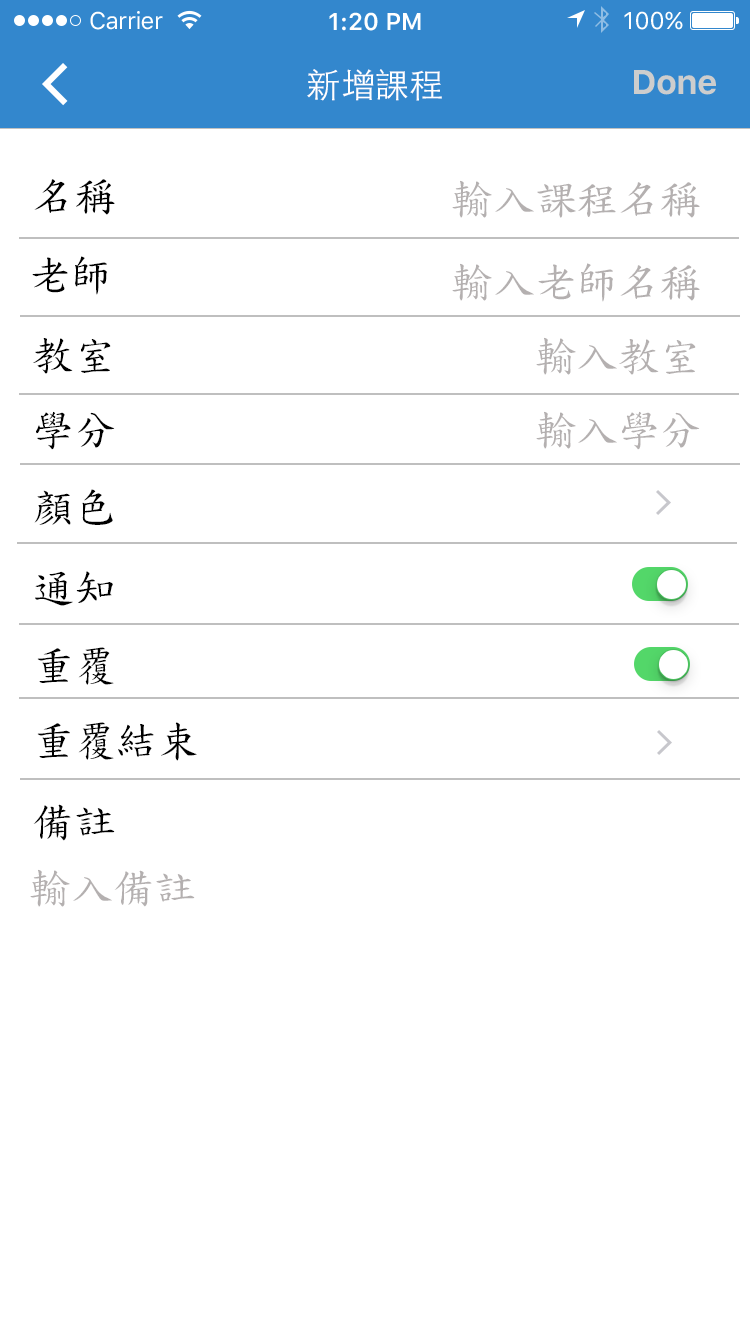 Carrier 1:20 PM 100%
新增課程 Done
名稱 輸入課程名稱
老師 輸入老師名稱
教室 輸入教室
學分 輸入學分
顏色
通知
重覆
重覆結束
備註
輸入備註